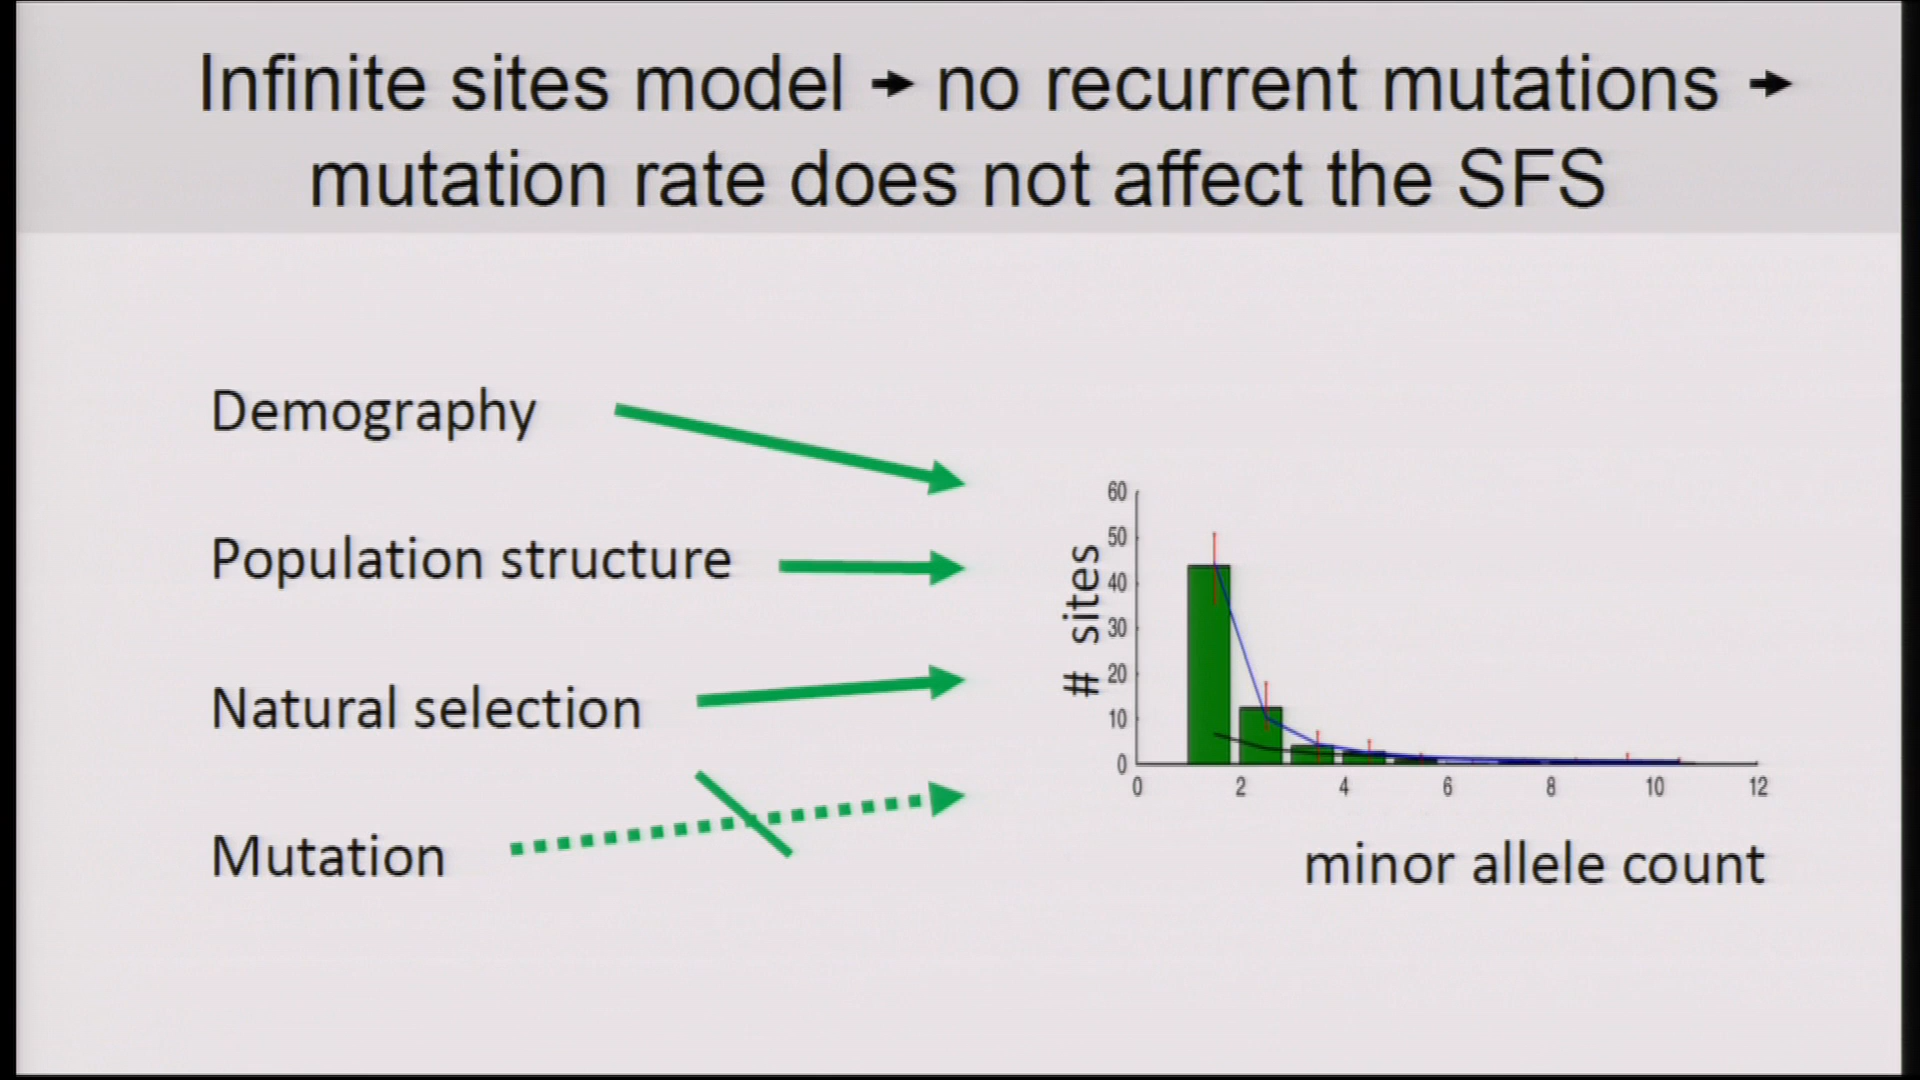 Infinite sites model → no recurrent mutations →
mutation rate does not affect the SFS
Demography
Population structure
Natural selection
Mutation
# sites
60
50
40
30
20
10
0
0 2 4 6 8 10 12
minor allele count